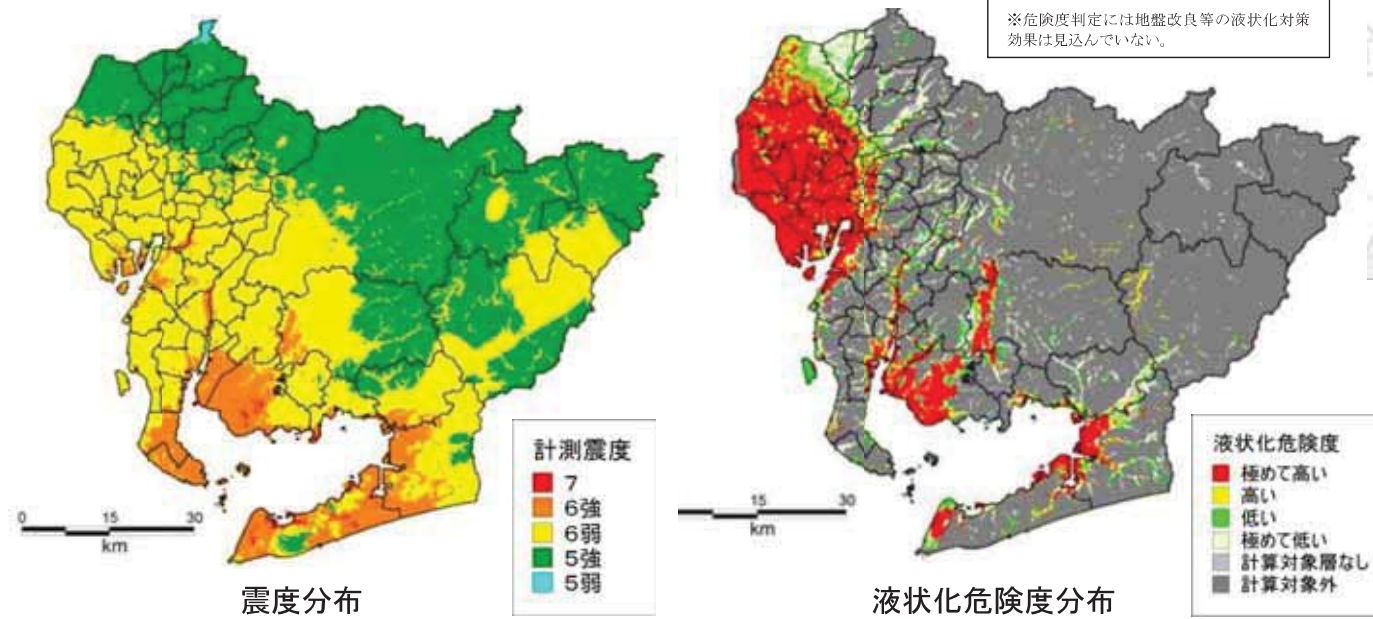 ※危険度判定には地盤改良等の液状化対策
効果は見込んでいない。
計測震度
7
6強
6弱
5強
5弱
0 15 30
km
震度分布
液状化危険度
極めて高い
高い
低い
極めて低い
計算対象層なし
計算対象外
15 30
km
液状化危険度分布